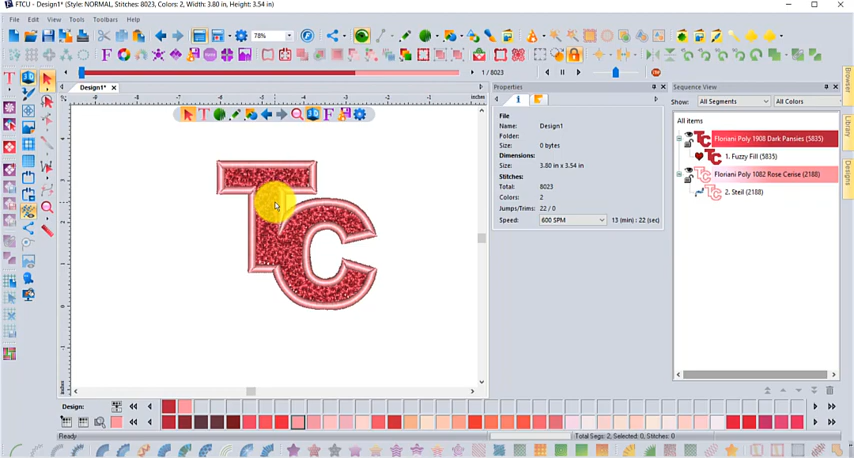 FTCU - Design1* (Style: NORMAL, Stitches: 8023, Colors: 2, Width: 3.80 in, Height: 3.54 in)
File Edit View Tools Toolbars Help
78%
1 / 8023
Design1*
inches
TC
Properties
File
Name: Design1
Folder:
Size: 0 bytes
Dimensions:
Size: 3.80 in x 3.54 in
Stitches:
Total: 8023
Colors: 2
Jumps/Trims: 22 / 0
Speed: 600 SPM 13 (min) : 22 (sec)
Sequence View
Show: All Segments All Colors
All items
Floriani Poly 1908 Dark Pansies (5835)
1. Fuzzy Fill (5835)
Floriani Poly 1082 Rose Cerise (2188)
2. Steil (2188)
Browser
Library
Designs
Design:
Ready
Total Segs: 2, Selected: 0, Stitches: 0